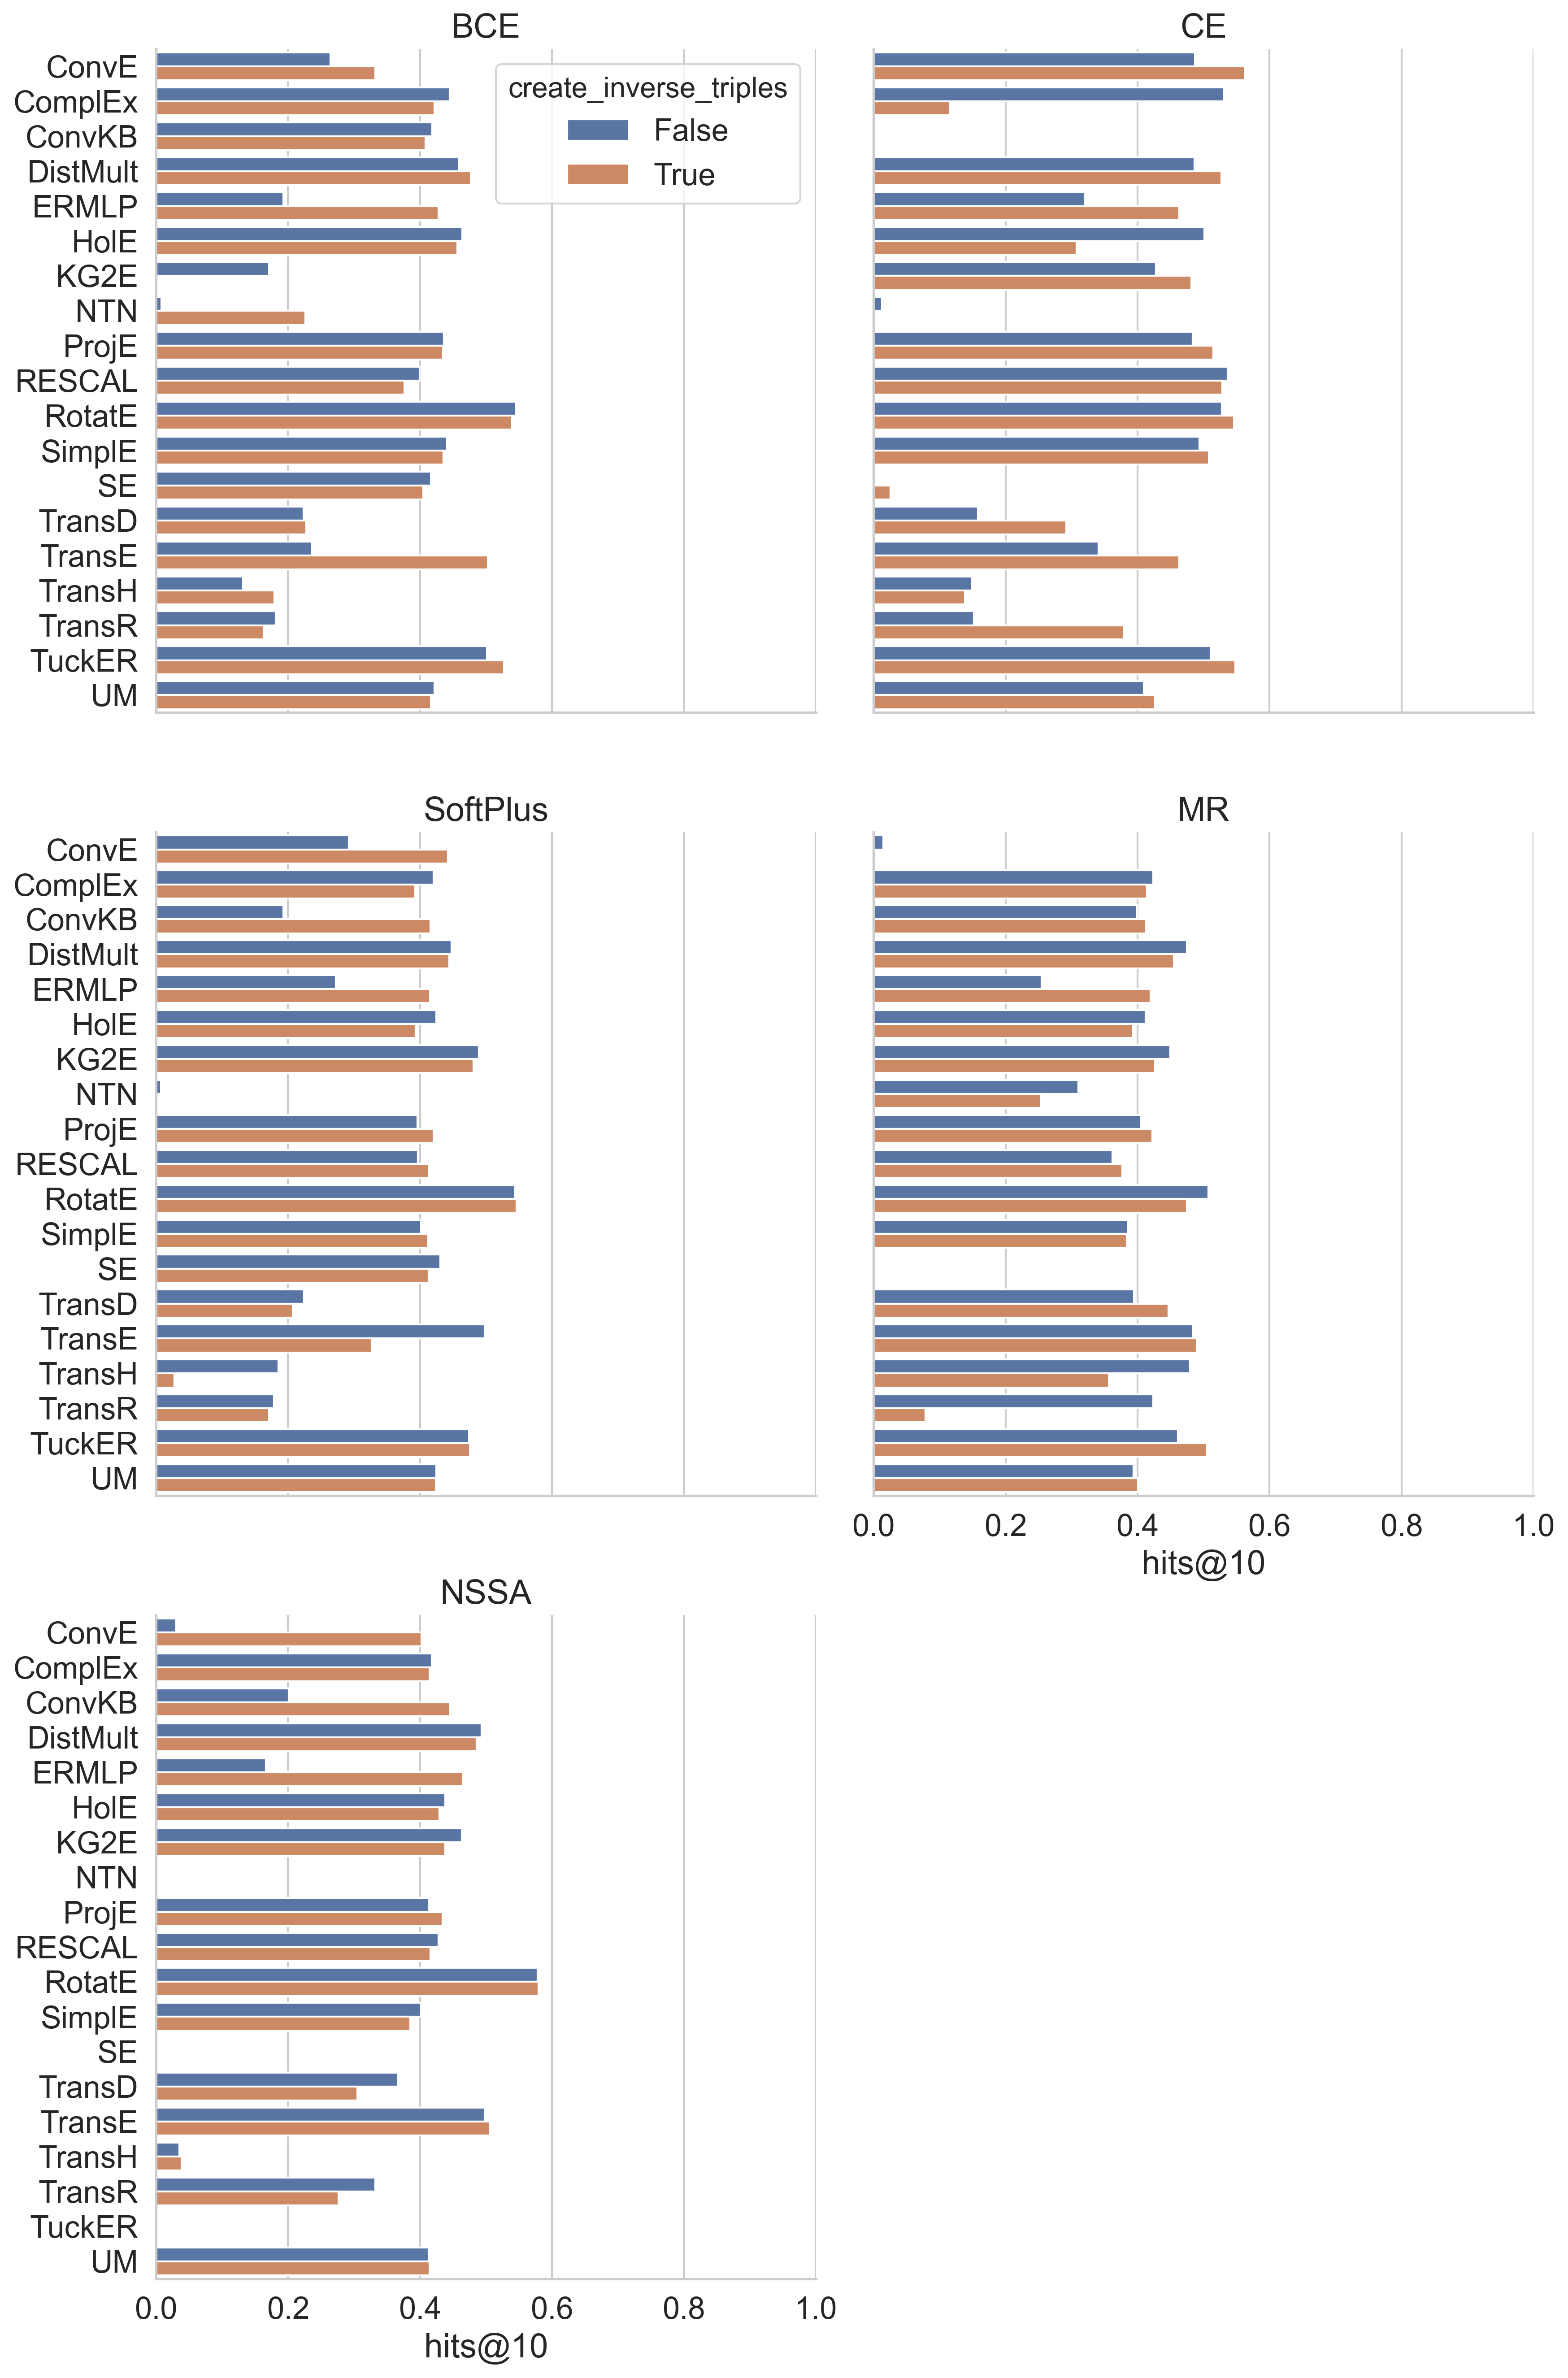 BCE
CE
create_inverse_triples
False
True
ConvE
ComplEx
ConvKB
DistMult
ERMLP
HolE
KG2E
NTN
ProjE
RESCAL
RotatE
SimplE
SE
TransD
TransE
TransH
TransR
TuckER
UM
SoftPlus
MR
ConvE
ComplEx
ConvKB
DistMult
ERMLP
HolE
KG2E
NTN
ProjE
RESCAL
RotatE
SimplE
SE
TransD
TransE
TransH
TransR
TuckER
UM
0.0 0.2 0.4 0.6 0.8 1.0
hits@10
NSSA
ConvE
ComplEx
ConvKB
DistMult
ERMLP
HolE
KG2E
NTN
ProjE
RESCAL
RotatE
SimplE
SE
TransD
TransE
TransH
TransR
TuckER
UM
0.0 0.2 0.4 0.6 0.8 1.0
hits@10